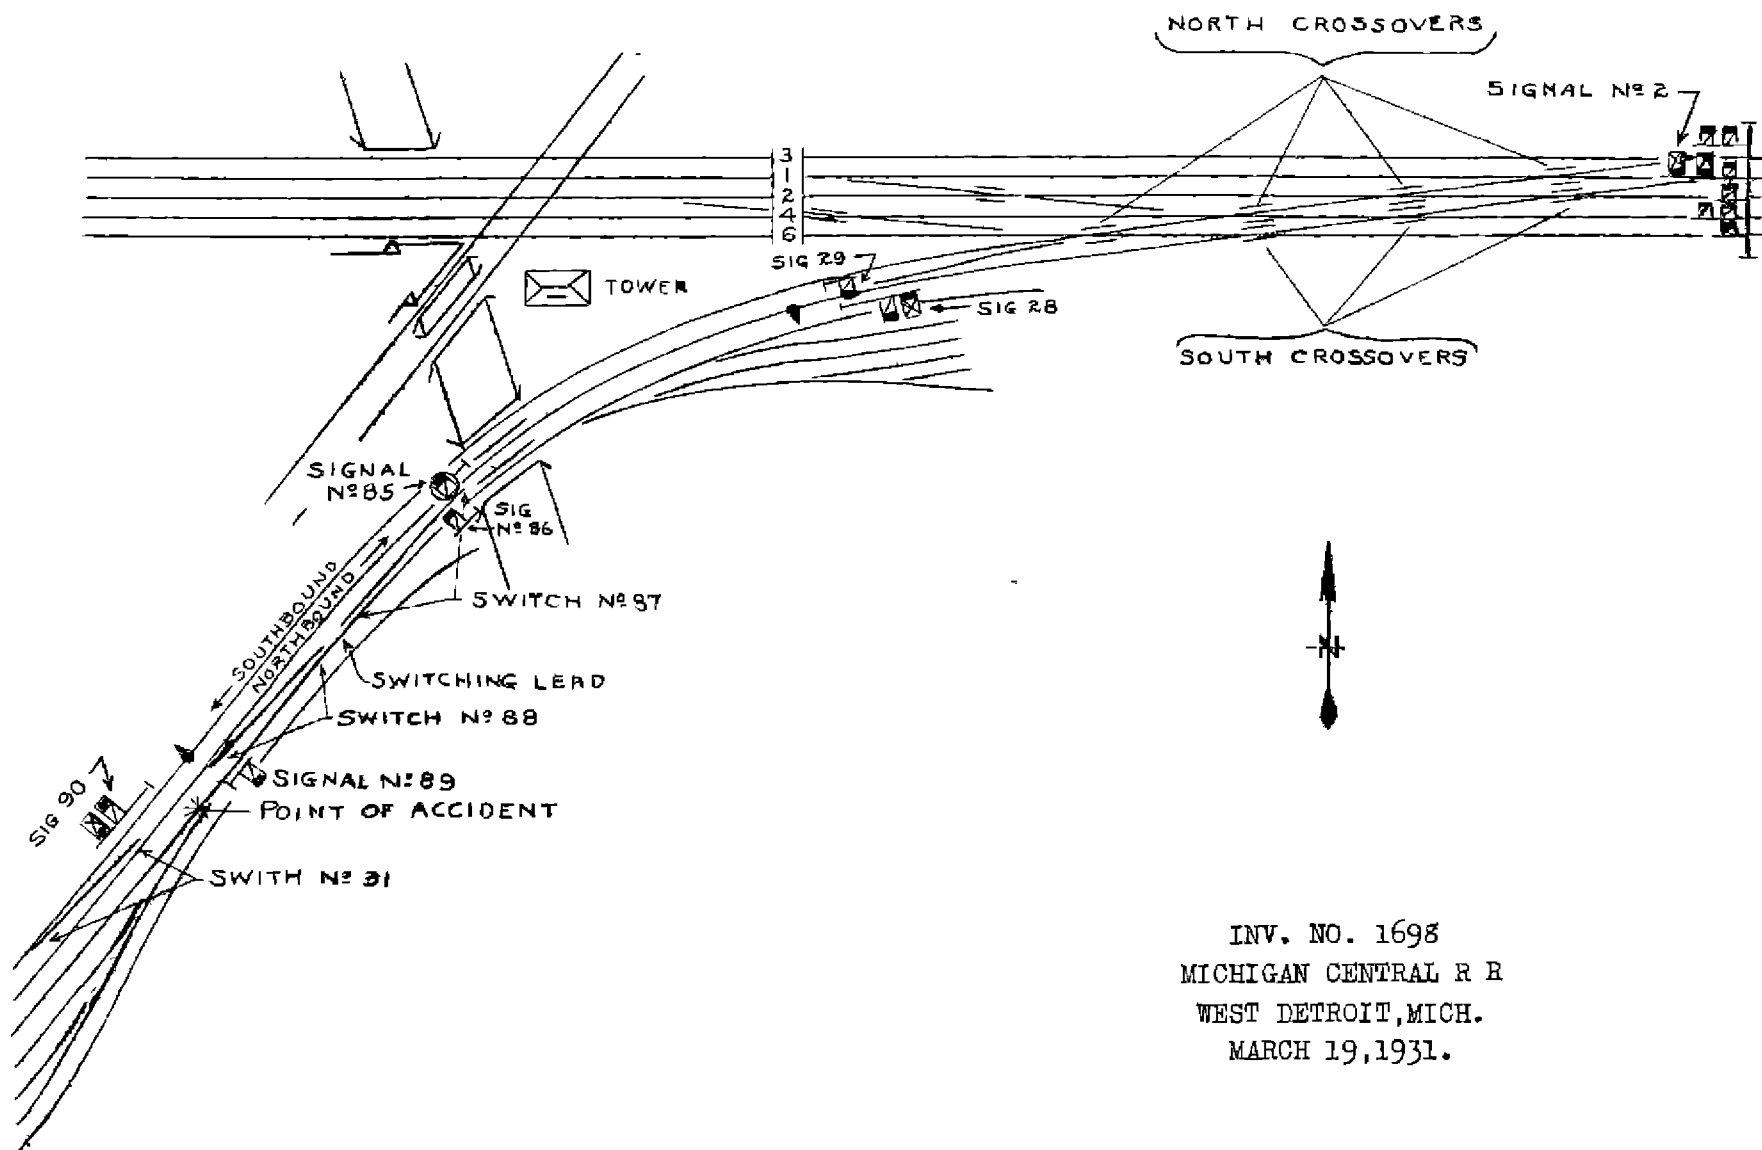 NORTH CROSSOVERS
SIGNAL Nº 2
3
1
2
4
6
SIG 29
TOWER
SIG 28
SOUTH CROSSOVERS
SIGNAL
Nº 85
SIG
Nº 86
SOUTHBOUND
NORTHBOUND
SWITCH Nº 87
SWITCHING LEAD
SWITCH Nº 88
SIG 90
SIGNAL Nº 89
POINT OF ACCIDENT
SWITH Nº 31
N
INV. NO. 1698
MICHIGAN CENTRAL R R
WEST DETROIT, MICH.
MARCH 19, 1931.